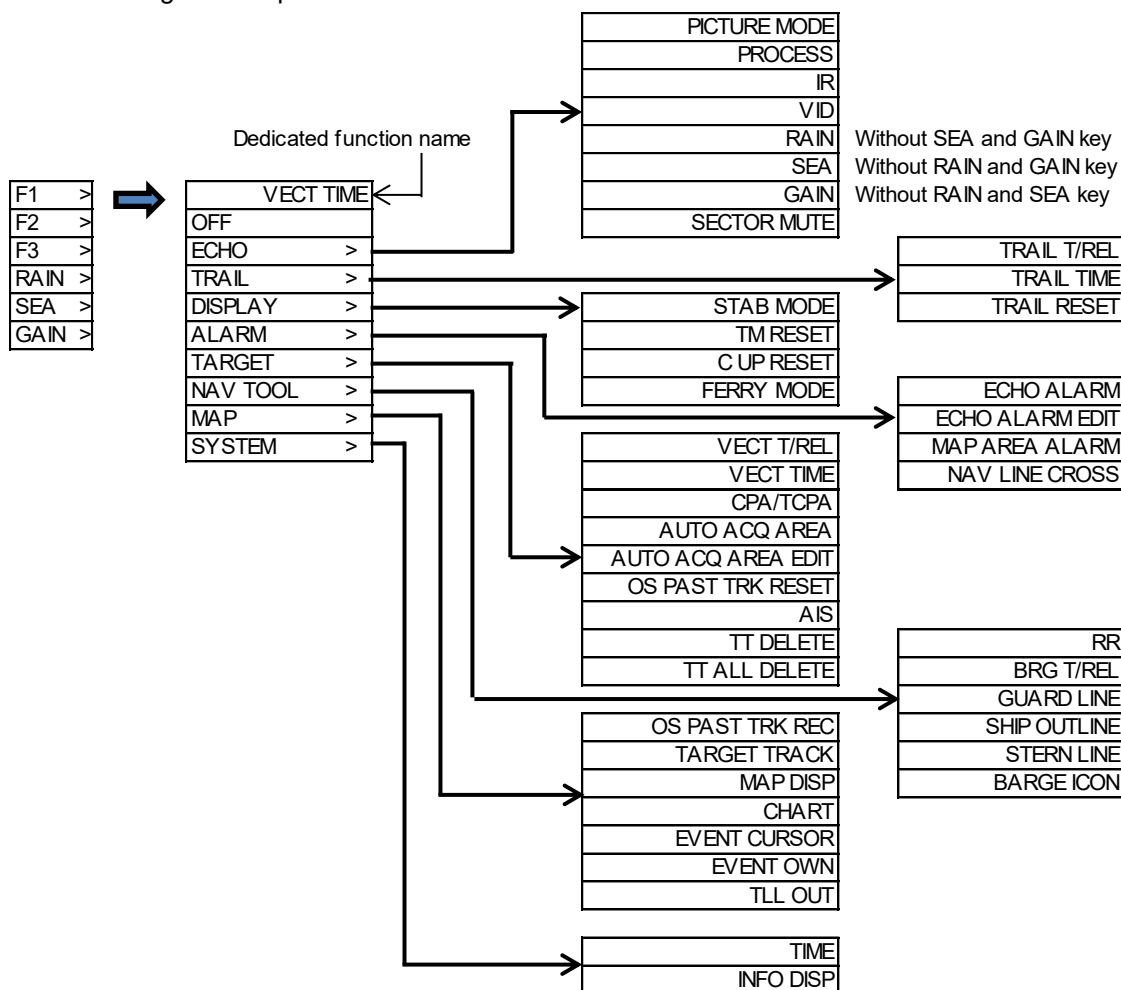 Dedicated function name
F1 >
F2 >
F3 >
RAIN >
SEA >
GAIN >
VECT TIME
OFF
ECHO >
TRAIL >
DISPLAY >
ALARM >
TARGET >
NAV TOOL >
MAP >
SYSTEM >
PICTURE MODE
PROCESS
IR
VID
RAIN Without SEA and GAIN key
SEA Without RAIN and GAIN key
GAIN Without RAIN and SEA key
SECTOR MUTE
TRAIL T/REL
TRAIL TIME
TRAIL RESET
STAB MODE
TM RESET
C UP RESET
FERRY MODE
ECHO ALARM
ECHO ALARM EDIT
MAP AREA ALARM
NAV LINE CROSS
VECT T/REL
VECT TIME
CPA/TCPA
AUTO ACQ AREA
AUTO ACQ AREA EDIT
OS PAST TRK RESET
AIS
TT DELETE
TT ALL DELETE
RR
BRG T/REL
GUARD LINE
SHIP OUTLINE
STERN LINE
BARGE ICON
OS PAST TRK REC
TARGET TRACK
MAP DISP
CHART
EVENT CURSOR
EVENT OWN
TLL OUT
TIME
INFO DISP